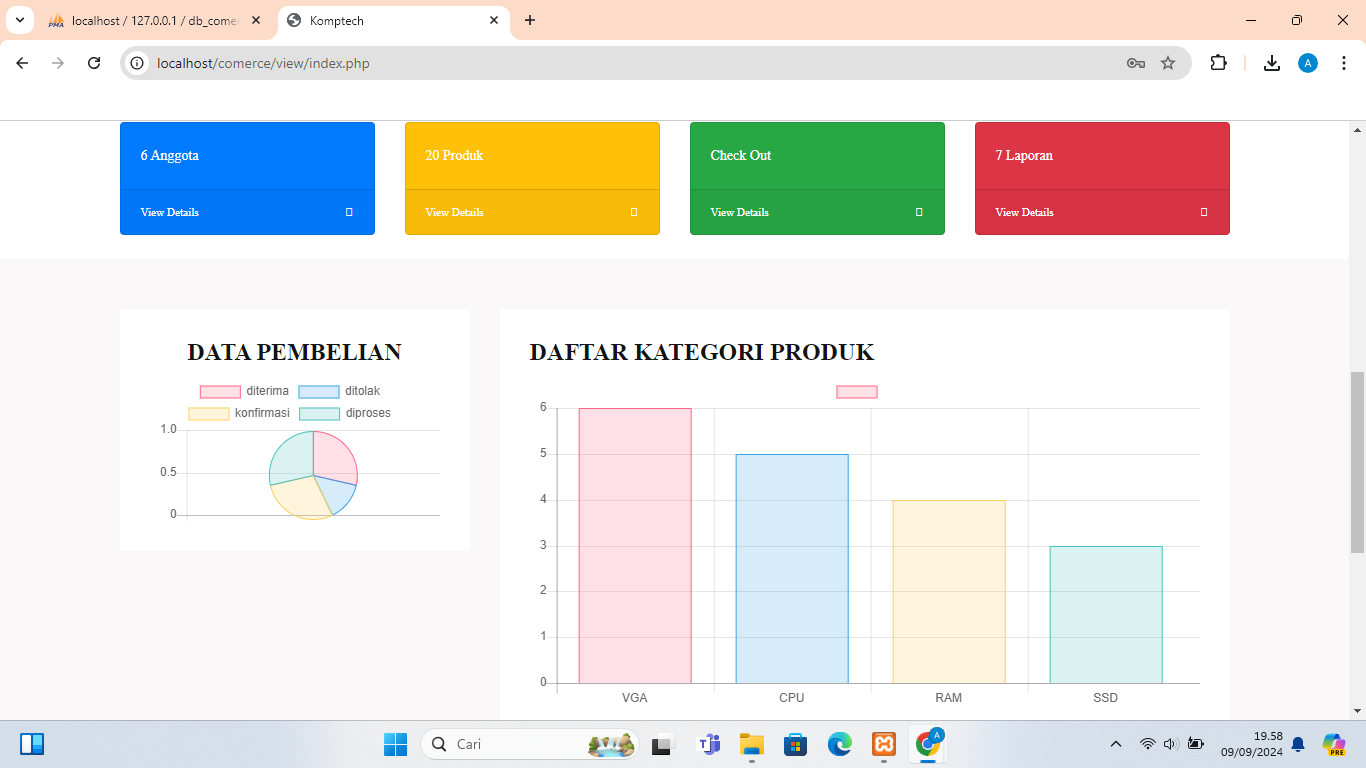 localhost / 127.0.0.1 / db_come
Komptech
localhost/comerce/view/index.php
A
6 Anggota
20 Produk
Check Out
7 Laporan
View Details
View Details
View Details
View Details
DATA PEMBELIAN
diterima
ditolak
konfirmasi
diproses
1.0
0.5
0
DAFTAR KATEGORI PRODUK
6
5
4
3
2
1
0
VGA
CPU
RAM
SSD
Cari
A
19.58
09/09/2024
PRE